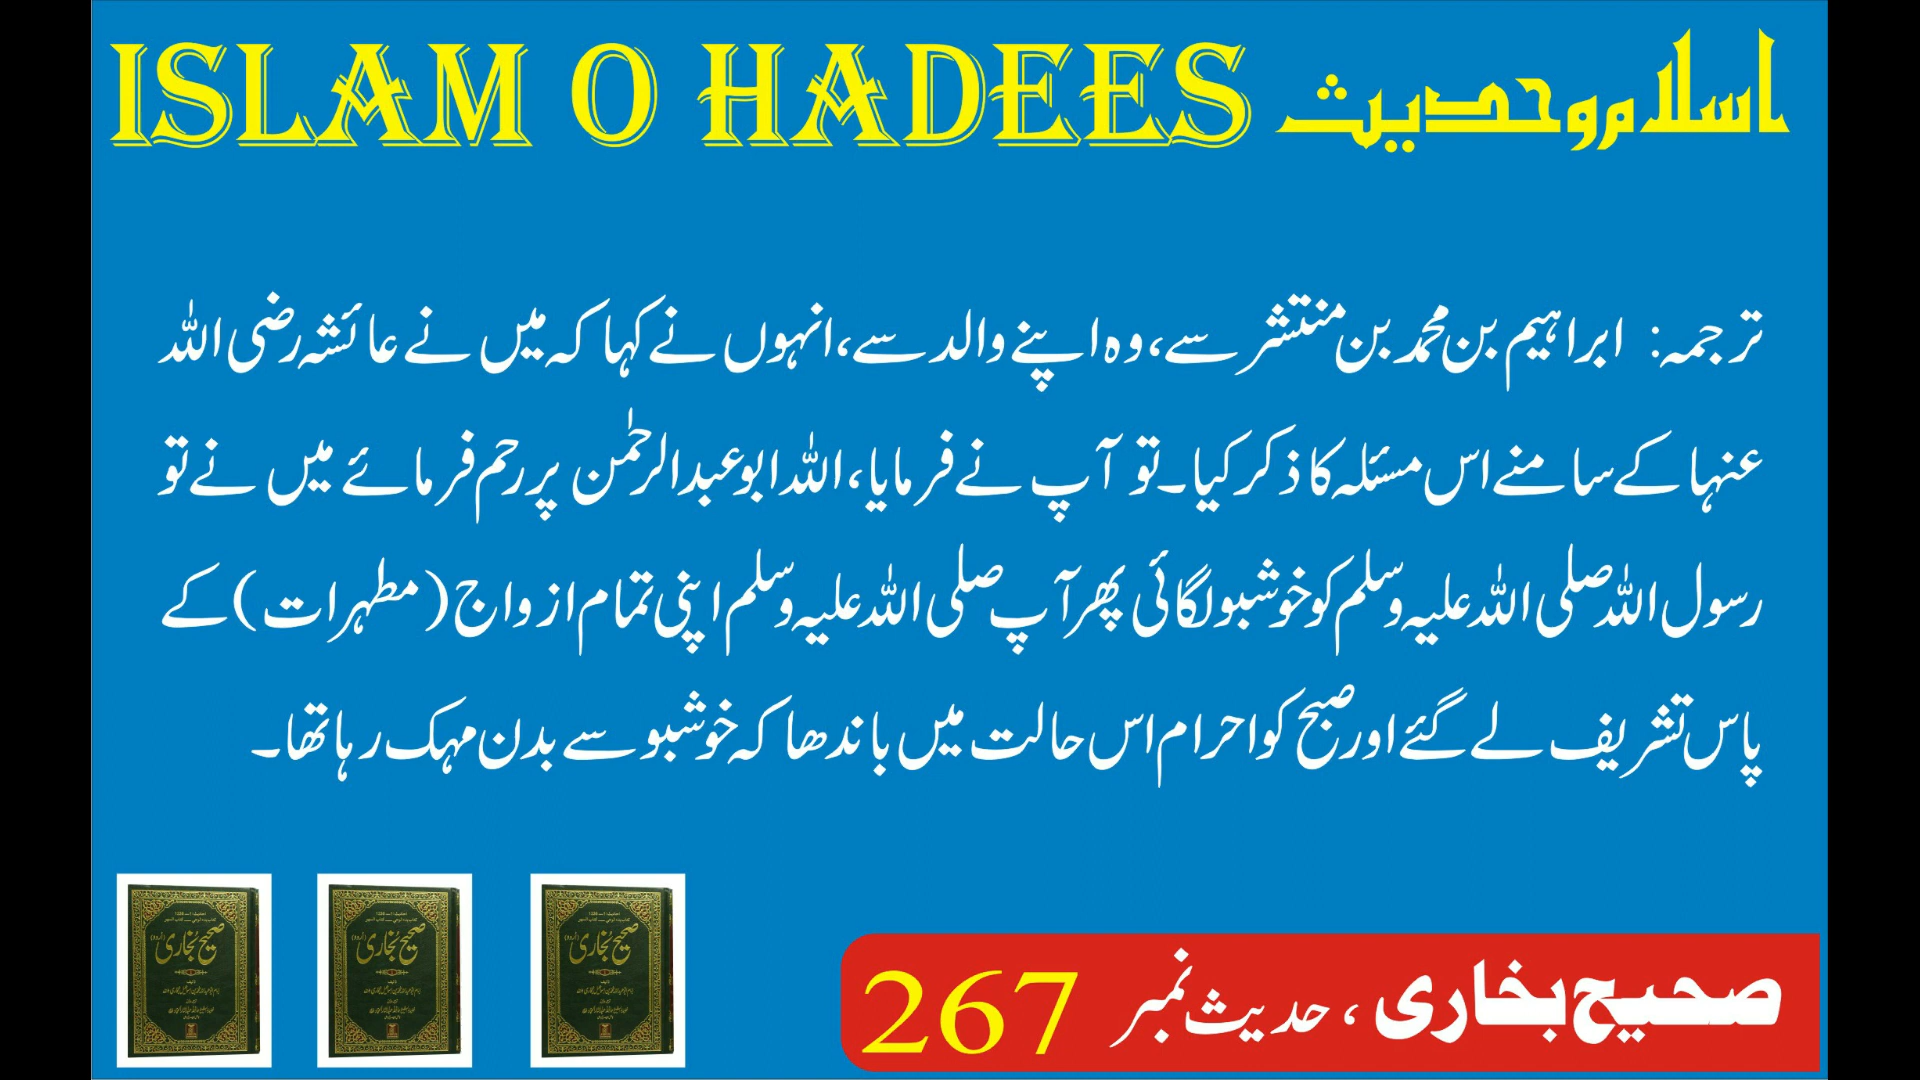 ISLAM O HADEES اسلام و حدیث
ترجمہ: ابراہیم بن محمد بن منتشر سے، وہ اپنے والد سے، انہوں نے کہا کہ میں نے عائشہ رضی اللہ
عنہا کے سامنے اس مسئلہ کا ذکر کیا۔ تو آپ نے فرمایا، اللہ ابوعبدالرحمٰن پر رحم فرمائے میں نے تو
رسول اللہ صلی اللہ علیہ وسلم کو خوشبو لگائی پھر آپ صلی اللہ علیہ وسلم اپنی تمام ازواج (مطہرات) کے
پاس تشریف لے گئے اور صبح کو احرام اس حالت میں باندھا کہ خوشبو سے بدن مہک رہا تھا۔
صحیح بخاری
صحیح بخاری
صحیح بخاری
صحیح بخاری ، حدیث نمبر 267